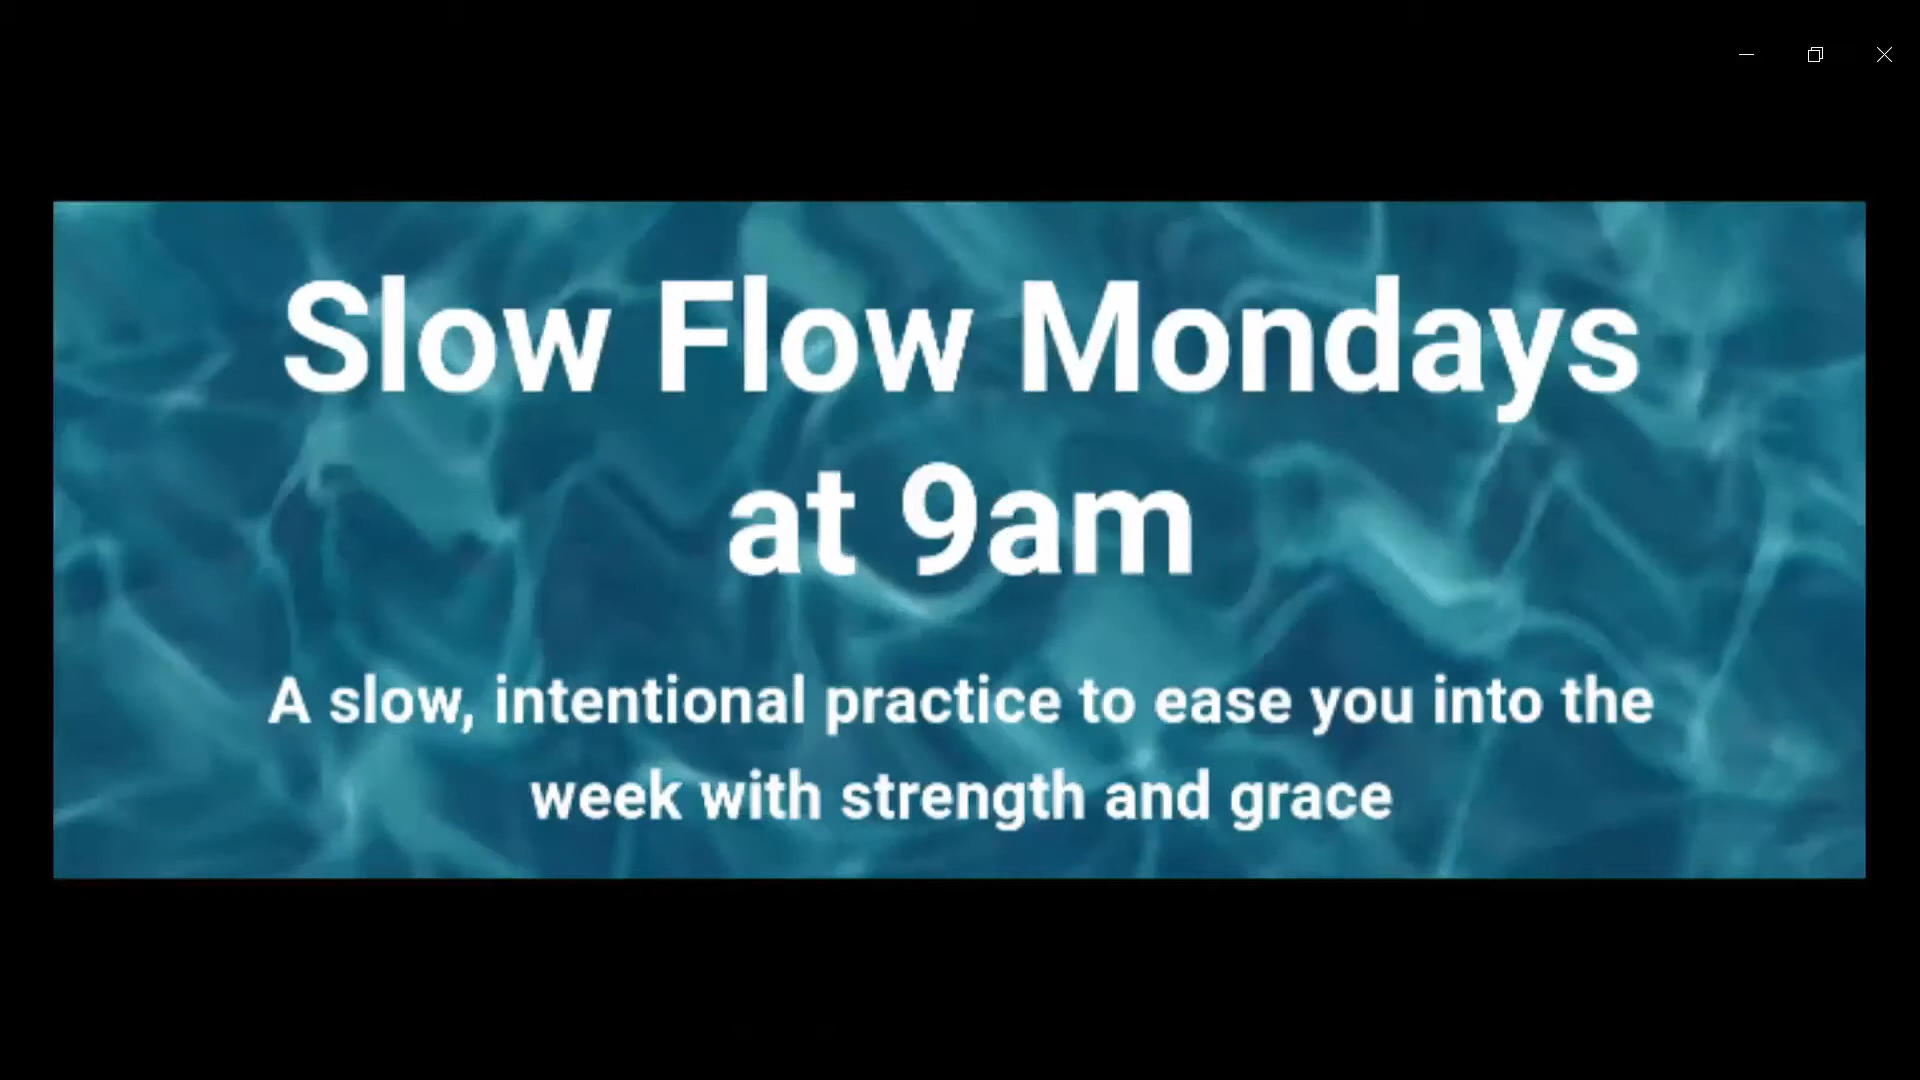 Slow Flow Mondays
at 9am
A slow, intentional practice to ease you into the
week with strength and grace